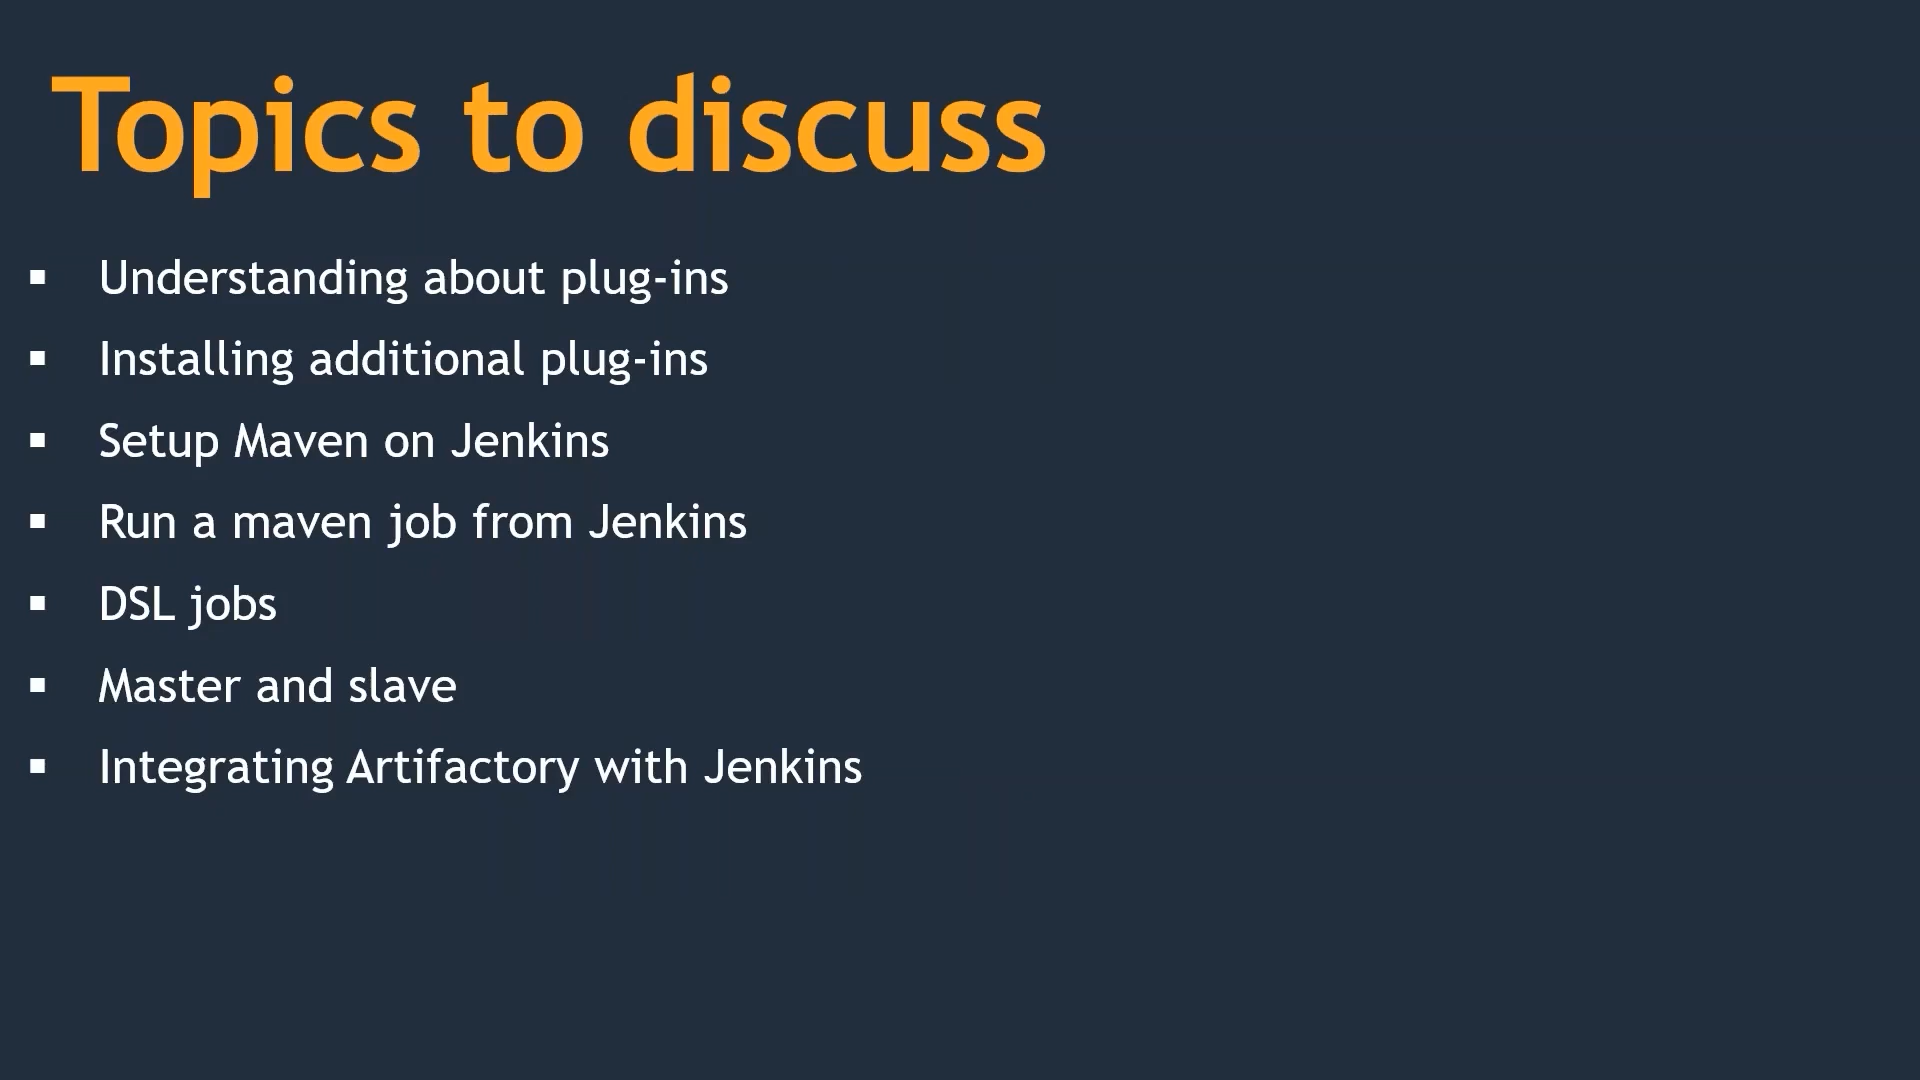 Topics to discuss
▪ Understanding about plug-ins
▪ Installing additional plug-ins
▪ Setup Maven on Jenkins
▪ Run a maven job from Jenkins
▪ DSL jobs
▪ Master and slave
▪ Integrating Artifactory with Jenkins